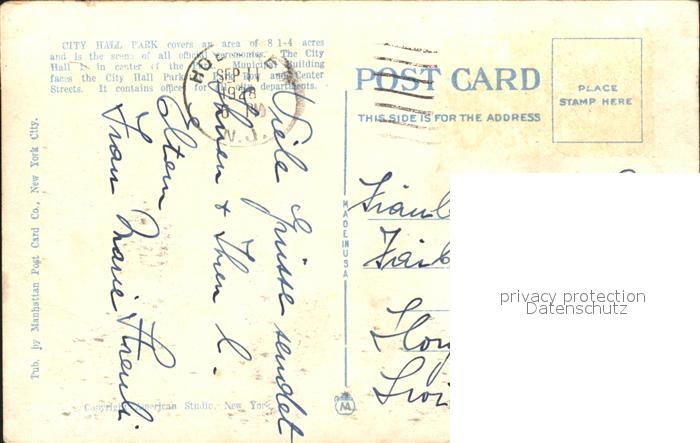 CITY HALL PARK covers an area of 8 1-4 acres
and is the scene of all official ceremonies. The City
Hall is in center of the Municipal Building
faces the City Hall Park Row and Center
Streets. It contains offices for city departments.
SEP 1
N.J.
POST CARD
THIS SIDE IS FOR THE ADDRESS
PLACE
STAMP HERE
Viele Grüsse sendet
Ihnen & Ihren l.
Eltern
Frau Marie
MADE IN USA
Fräul
privacy protection
Datenschutz
Pub. by Manhattan Post Card Co., New York City.
Copyright American Studio, New York